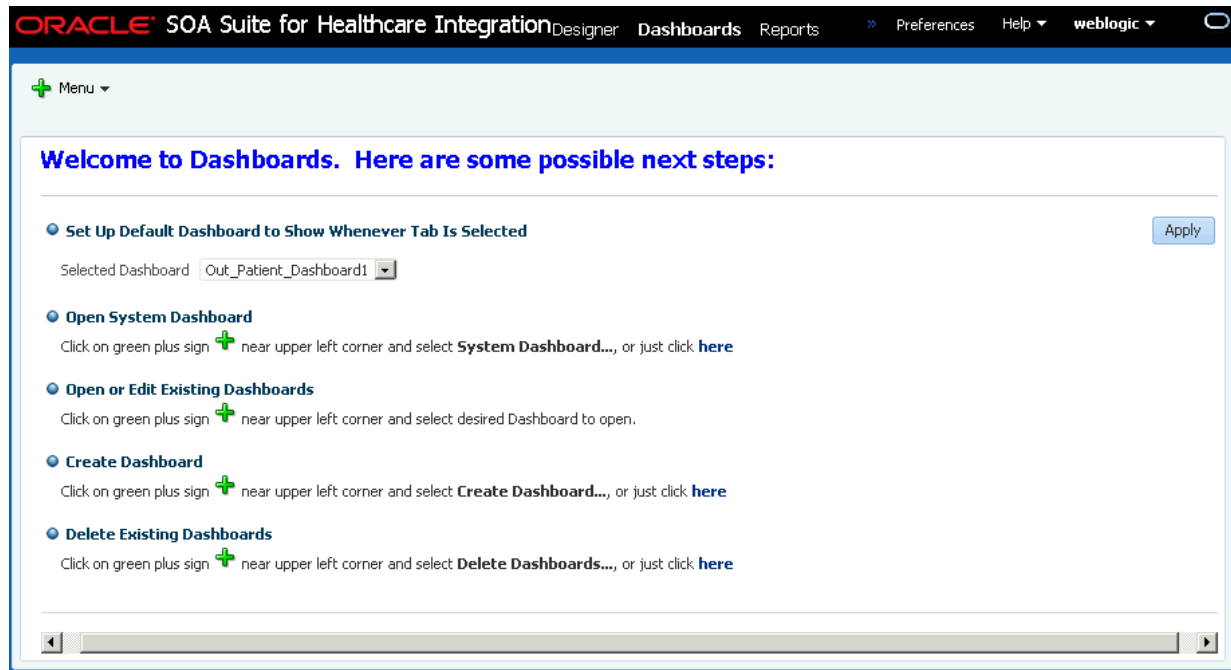 ORACLE SOA Suite for Healthcare Integration Designer Dashboards Reports » Preferences Help weblogic
Menu
Welcome to Dashboards. Here are some possible next steps:
Set Up Default Dashboard to Show Whenever Tab Is Selected
Apply
Selected Dashboard Out_Patient_Dashboard1
Open System Dashboard
Click on green plus sign near upper left corner and select System Dashboard..., or just click here
Open or Edit Existing Dashboards
Click on green plus sign near upper left corner and select desired Dashboard to open.
Create Dashboard
Click on green plus sign near upper left corner and select Create Dashboard..., or just click here
Delete Existing Dashboards
Click on green plus sign near upper left corner and select Delete Dashboards..., or just click here